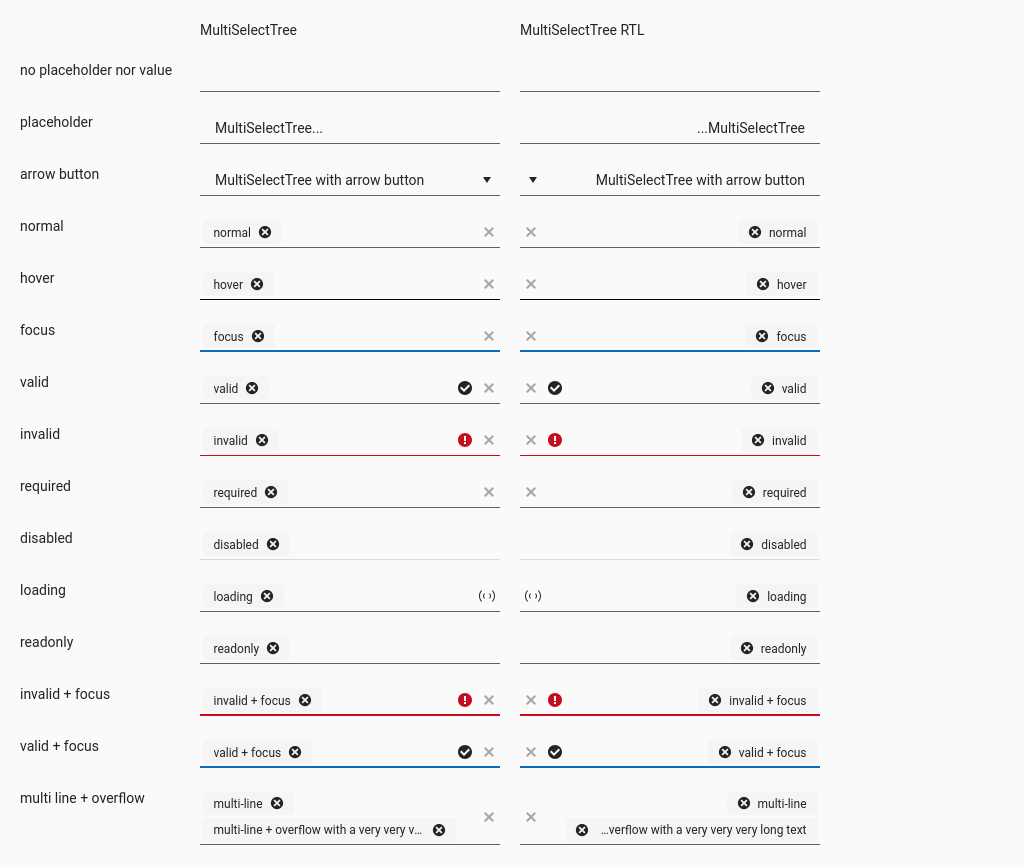 MultiSelectTree MultiSelectTree RTL
no placeholder nor value
placeholder MultiSelectTree... ...MultiSelectTree
arrow button MultiSelectTree with arrow button MultiSelectTree with arrow button
normal normal normal
hover hover hover
focus focus focus
valid valid valid
invalid invalid invalid
required required required
disabled disabled disabled
loading loading loading
readonly readonly readonly
invalid + focus invalid + focus invalid + focus
valid + focus valid + focus valid + focus
multi line + overflow multi-line multi-line
multi-line + overflow with a very very v... ...verflow with a very very very long text